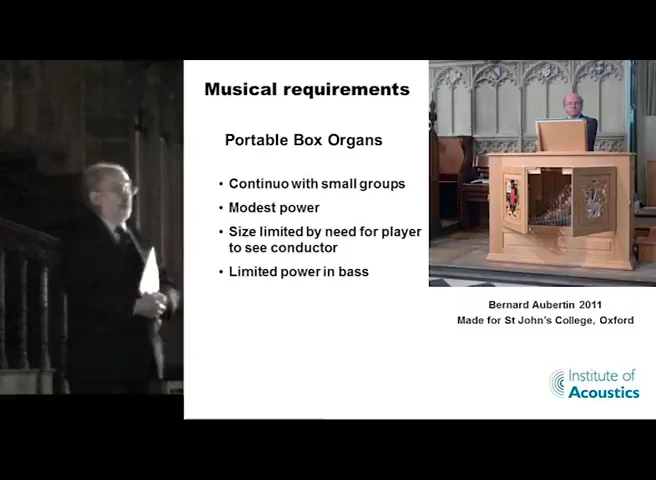 Musical requirements
Portable Box Organs
• Continuo with small groups
• Modest power
• Size limited by need for player
to see conductor
• Limited power in bass
Bernard Aubertin 2011
Made for St John's College, Oxford
Institute of
Acoustics